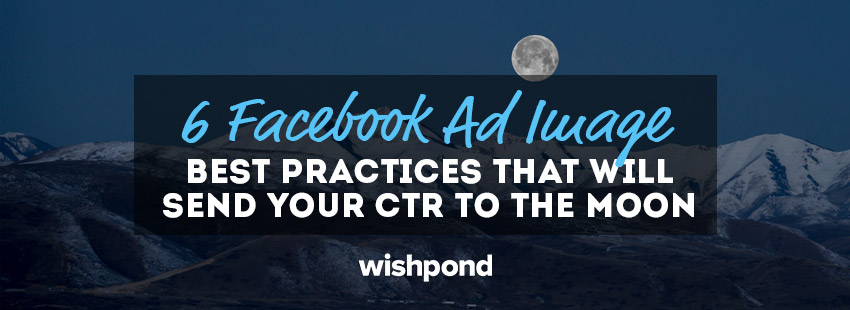 6 Facebook Ad Image
BEST PRACTICES THAT WILL
SEND YOUR CTR TO THE MOON
wishpond